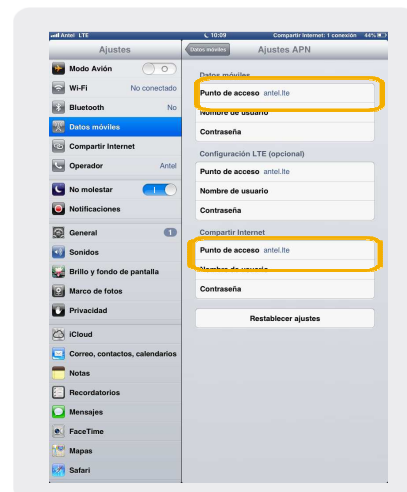 Antel LTE 10:09 Compartir Internet: 1 conexión 44%
Ajustes
Modo Avión
Wi-Fi No conectado
Bluetooth No
Datos móviles
Compartir Internet
Operador Antel
No molestar
Notificaciones
General 1
Sonidos
Brillo y fondo de pantalla
Marco de fotos
Privacidad
iCloud
Correo, contactos, calendarios
Notas
Recordatorios
Mensajes
FaceTime
Mapas
Safari
Datos móviles Ajustes APN
Datos móviles
Punto de acceso antel.lte
Nombre de usuario
Contraseña
Configuración LTE (opcional)
Punto de acceso antel.lte
Nombre de usuario
Contraseña
Compartir Internet
Punto de acceso antel.lte
Nombre de usuario
Contraseña
Restablecer ajustes